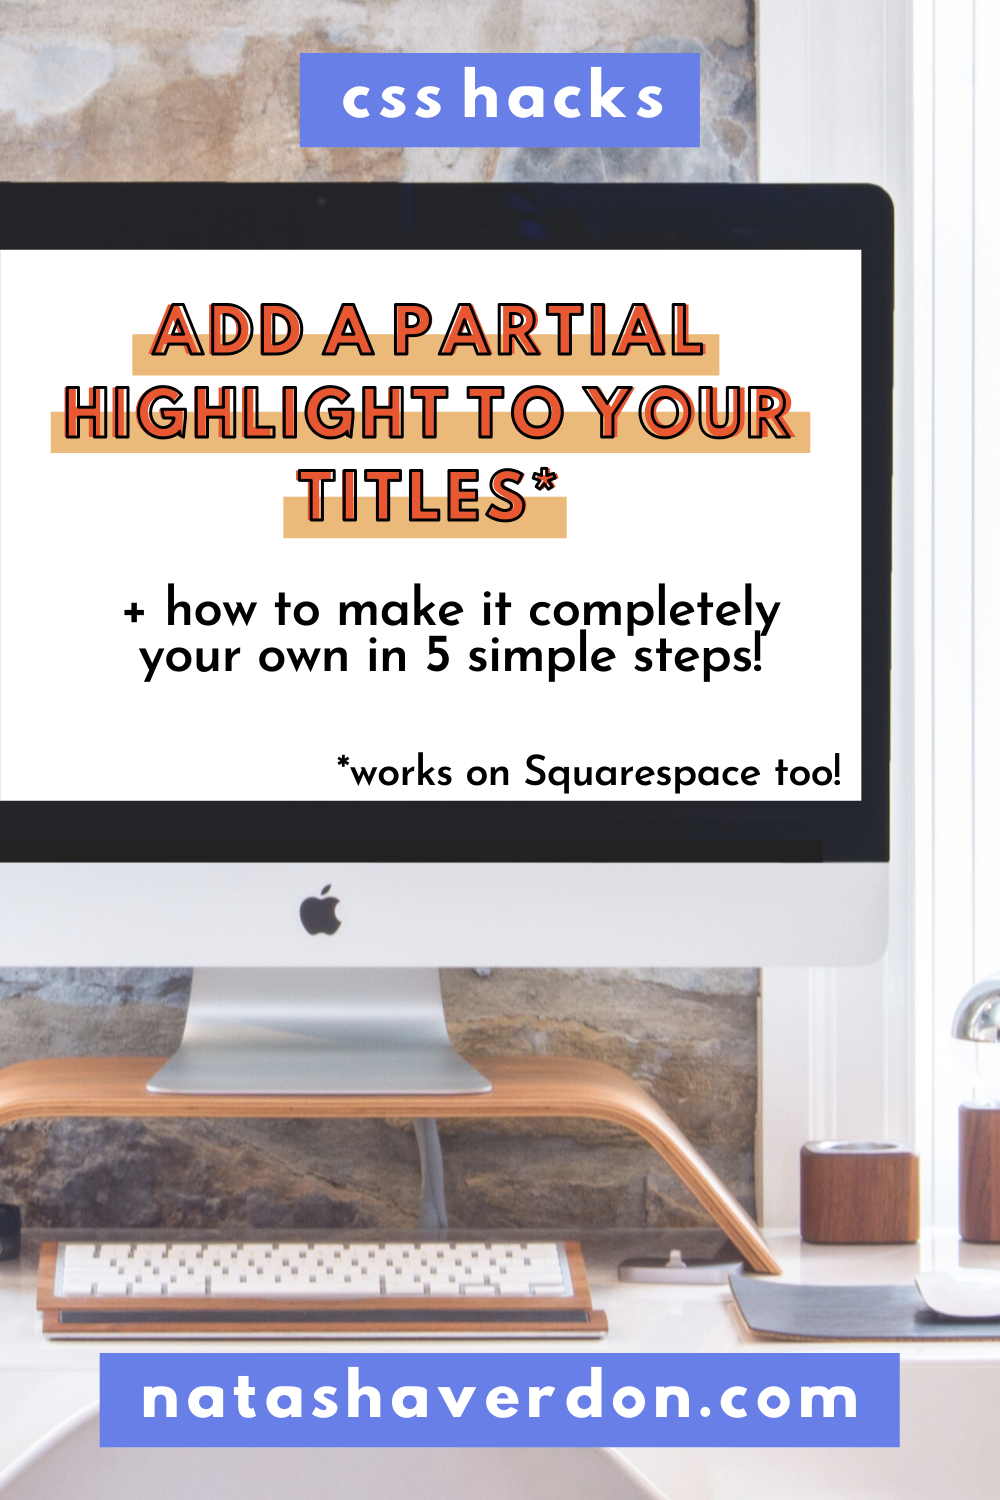 css hacks
ADD A PARTIAL
HIGHLIGHT TO YOUR
TITLES*
+ how to make it completely
your own in 5 simple steps!
*works on Squarespace too!
natashaverdon.com